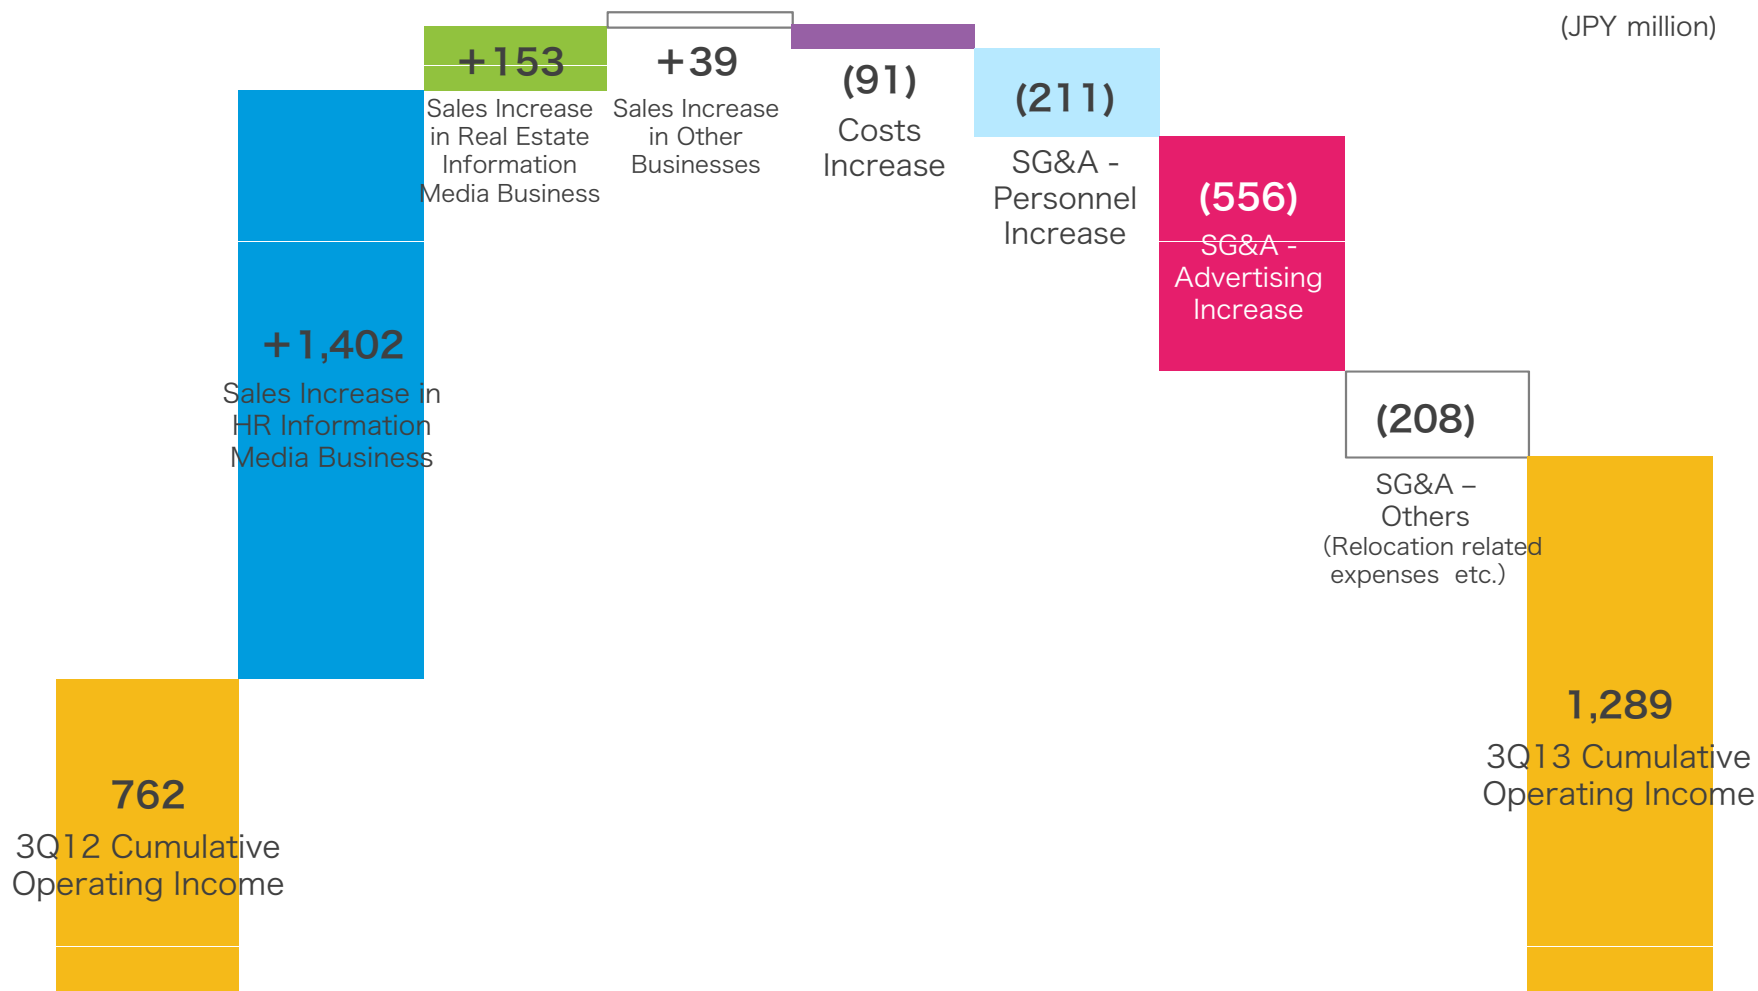 (JPY million)
762
3Q12 Cumulative
Operating Income
+1,402
Sales Increase in
HR Information
Media Business
+153
Sales Increase
in Real Estate
Information
Media Business
+39
Sales Increase
in Other
Businesses
(91)
Costs
Increase
(211)
SG&A -
Personnel
Increase
(556)
SG&A -
Advertising
Increase
(208)
SG&A –
Others
(Relocation related
expenses etc.)
1,289
3Q13 Cumulative
Operating Income